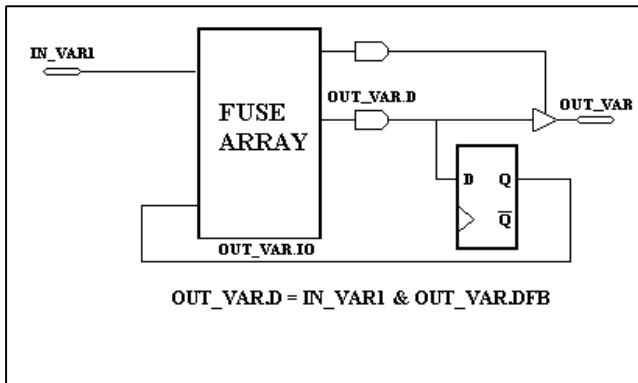 IN_VAR1
FUSE
ARRAY
OUT_VAR.D
OUT_VAR
D Q
Q̅
OUT_VAR.IO
OUT_VAR.D = IN_VAR1 & OUT_VAR.DFB